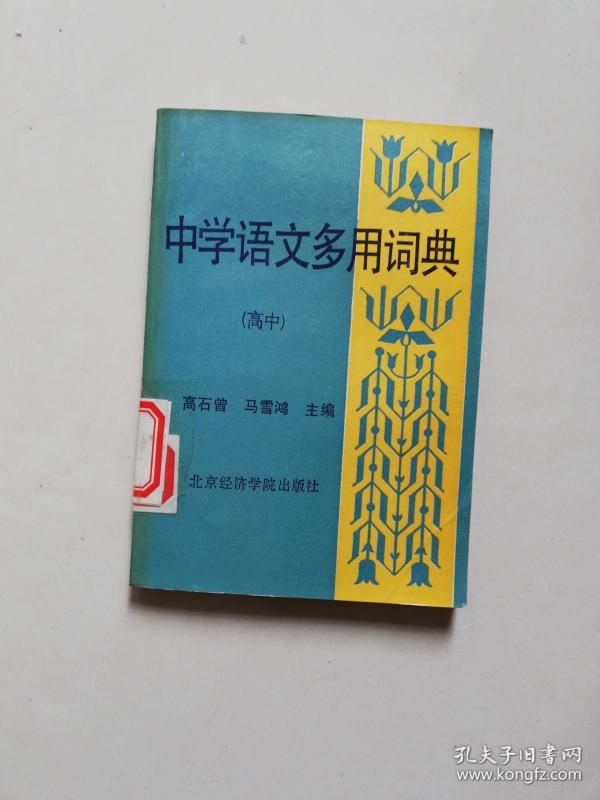 中学语文多用词典
(高中)
高石曾 马雪鸿 主编
北京经济学院出版社
孔夫子旧书网
www.kongfz.com